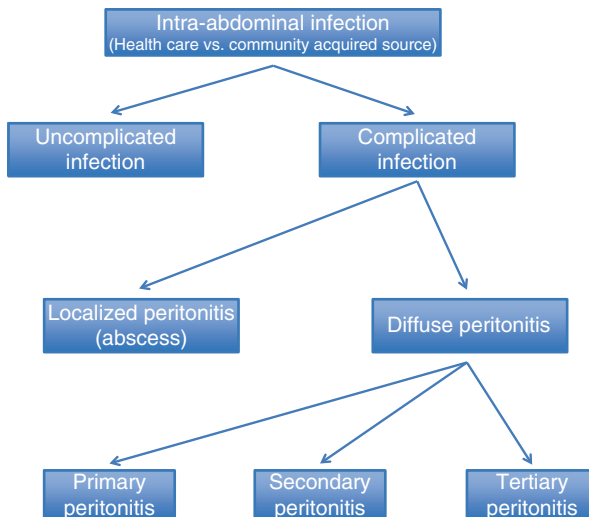 Intra-abdominal infection
(Health care vs. community acquired source)
Uncomplicated
infection
Complicated
infection
Localized peritonitis
(abscess)
Diffuse peritonitis
Primary
peritonitis
Secondary
peritonitis
Tertiary
peritonitis